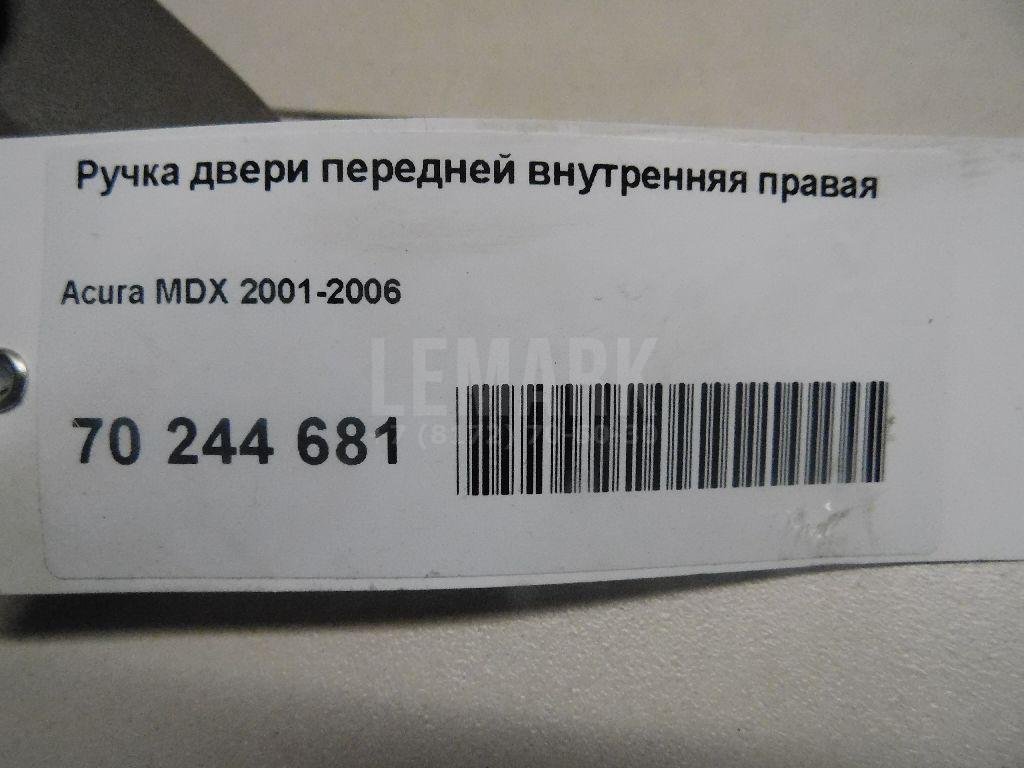 Ручка двери передней внутренняя правая
Acura MDX 2001-2006
LEMARK
70 244 681